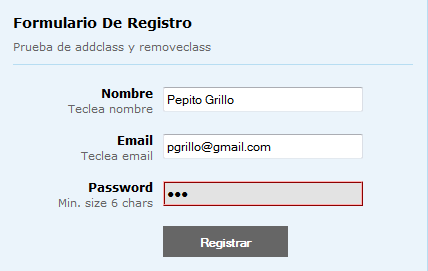 Formulario De Registro
Prueba de addclass y removeclass
Nombre
Teclea nombre
Pepito Grillo
Email
Teclea email
pgrillo@gmail.com
Password
Min. size 6 chars
●●●
Registrar